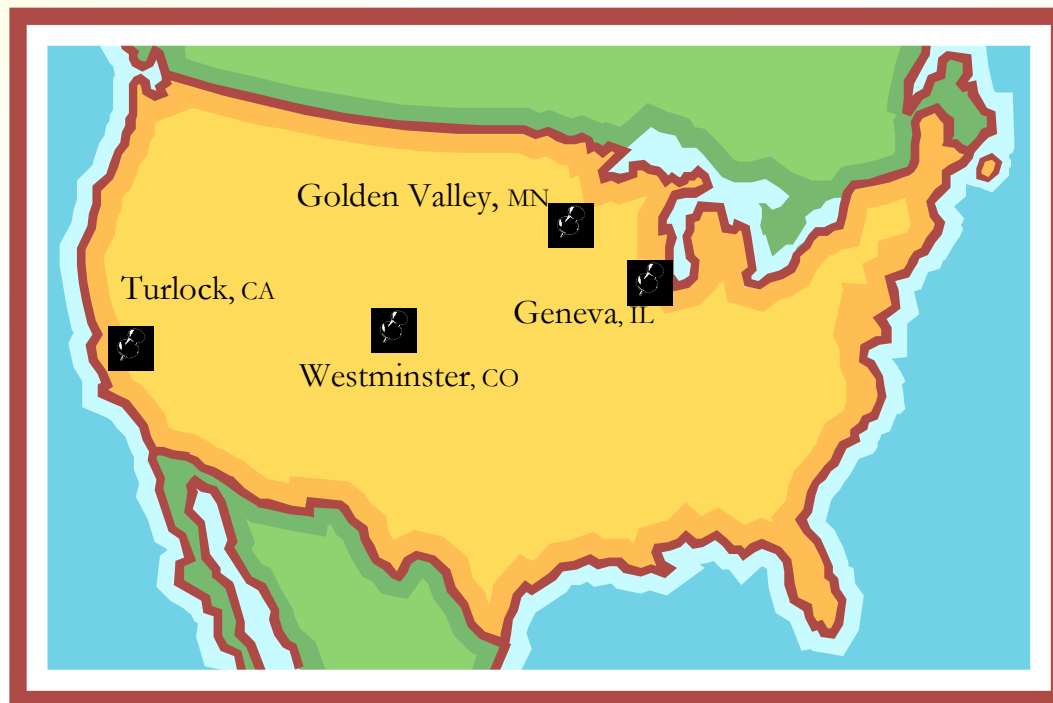 Golden Valley, MN
Turlock, CA
Geneva, IL
Westminster, CO